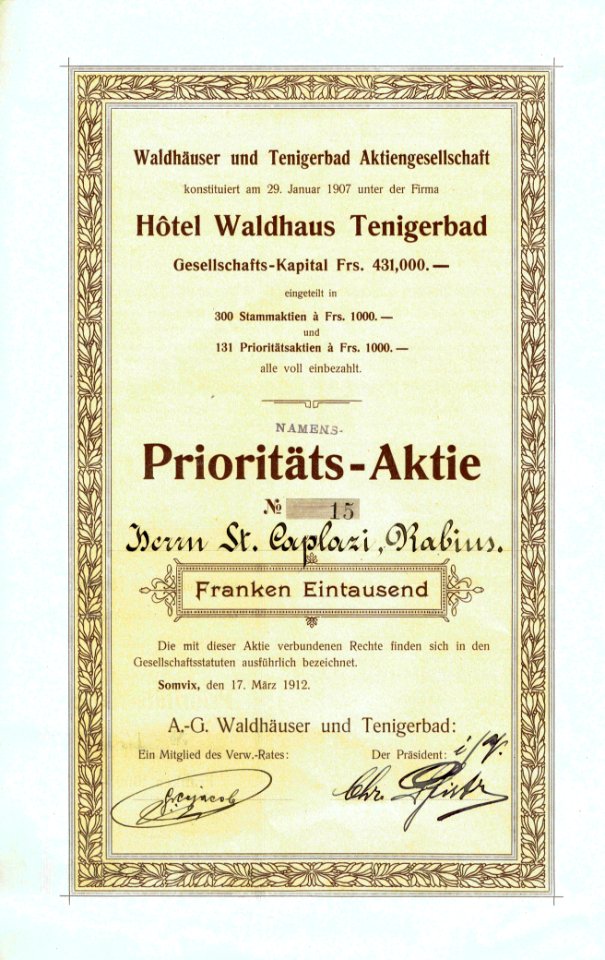 Waldhäuser und Tenigerbad Aktiengesellschaft
konstituiert am 29. Januar 1907 unter der Firma
Hôtel Waldhaus Tenigerbad
Gesellschafts-Kapital Frs. 431,000.—
eingeteilt in
300 Stammaktien à Frs. 1000.—
und
131 Prioritätsaktien à Frs. 1000.—
alle voll einbezahlt.
NAMENS-
Prioritäts-Aktie
№ 15
Herrn St. Caplazi, Rabius.
Franken Eintausend
Die mit dieser Aktie verbundenen Rechte finden sich in den
Gesellschaftsstatuten ausführlich bezeichnet.
Somvix, den 17. März 1912.
A.-G. Waldhäuser und Tenigerbad:
Ein Mitglied des Verw.-Rates: Der Präsident:
Chr.